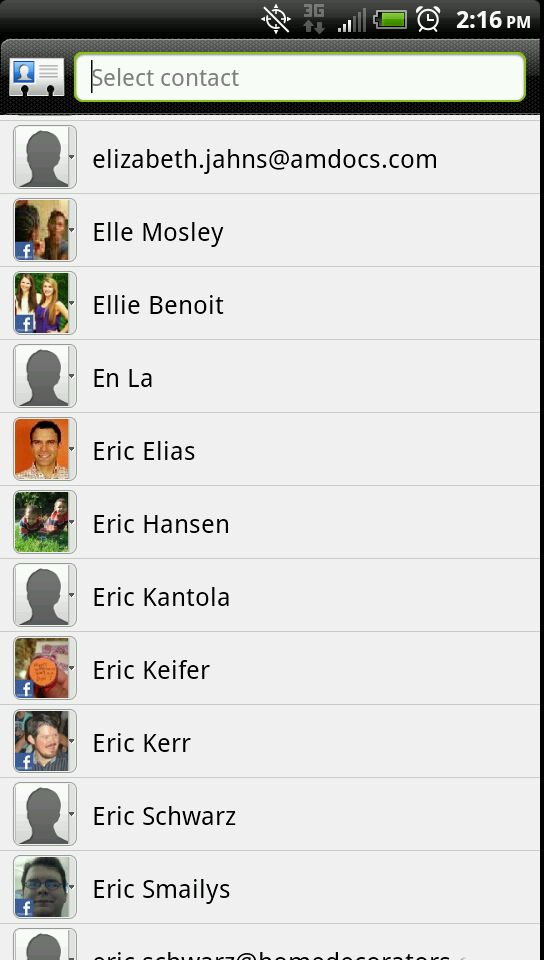 3G
2:16 PM
Select contact
elizabeth.jahns@amdocs.com
Elle Mosley
f
Ellie Benoit
f
En La
Eric Elias
Eric Hansen
Eric Kantola
Eric Keifer
f
Eric Kerr
f
Eric Schwarz
Eric Smailys
f
eric.schwarz@homedecorators